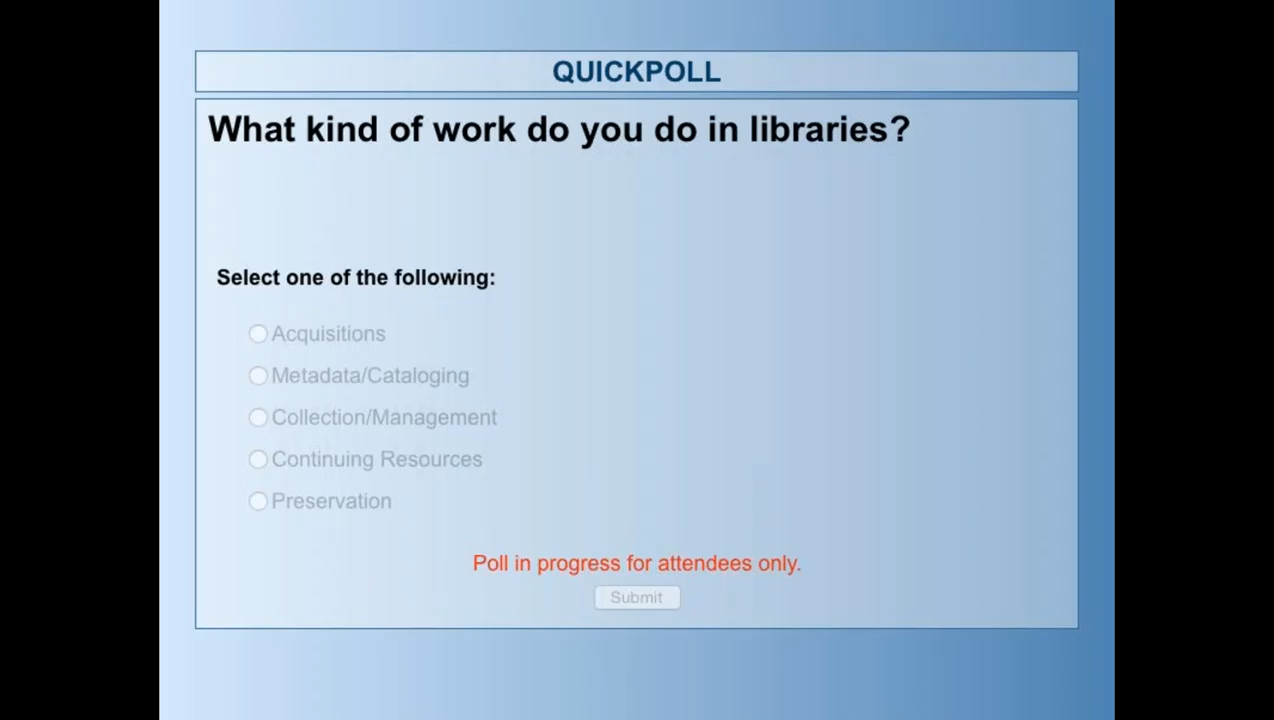 QUICKPOLL
What kind of work do you do in libraries?
Select one of the following:
Acquisitions
Metadada/Cataloging
Collection/Management
Continuing Resources
Preservation
Poll in progress for attendees only.
Submit